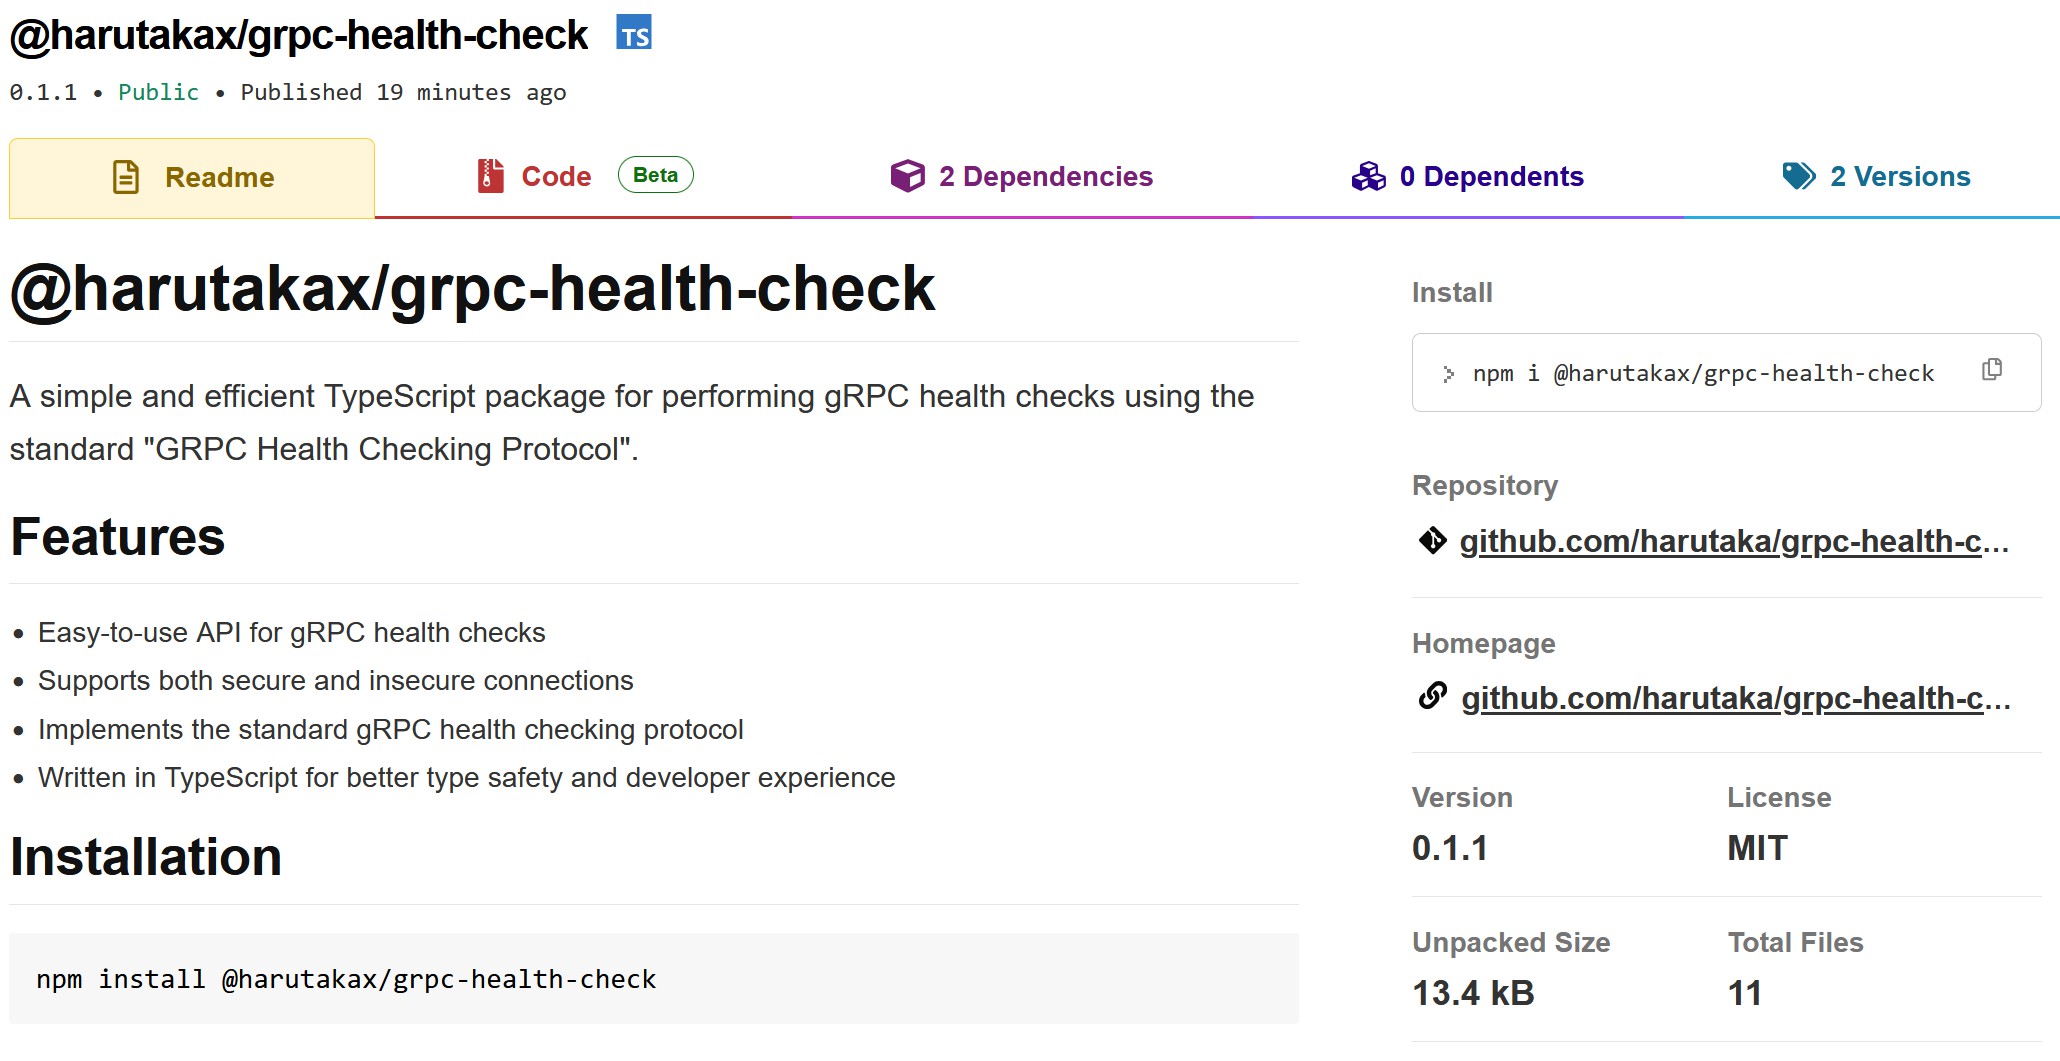 @harutakax/grpc-health-check TS
0.1.1 • Public • Published 19 minutes ago
Readme
Code Beta
2 Dependencies
0 Dependents
2 Versions
@harutakax/grpc-health-check
A simple and efficient TypeScript package for performing gRPC health checks using the
standard "GRPC Health Checking Protocol".
Features
• Easy-to-use API for gRPC health checks
• Supports both secure and insecure connections
• Implements the standard gRPC health checking protocol
• Written in TypeScript for better type safety and developer experience
Installation
npm install @harutakax/grpc-health-check
Install
> npm i @harutakax/grpc-health-check
Repository
github.com/harutaka/grpc-health-c...
Homepage
github.com/harutaka/grpc-health-c...
Version
0.1.1
License
MIT
Unpacked Size
13.4 kB
Total Files
11